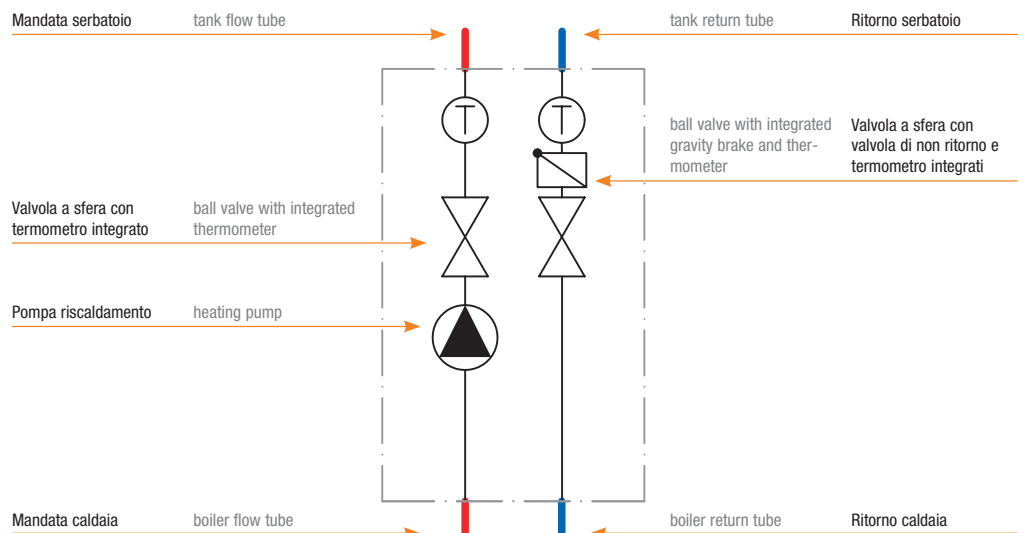 Mandata serbatoio
tank flow tube
tank return tube
Ritorno serbatoio
T
T
ball valve with integrated
gravity brake and ther-
mometer
Valvola a sfera con
valvola di non ritorno e
termometro integrati
Valvola a sfera con
termometro integrato
ball valve with integrated
thermometer
Pompa riscaldamento
heating pump
Mandata caldaia
boiler flow tube
boiler return tube
Ritorno caldaia